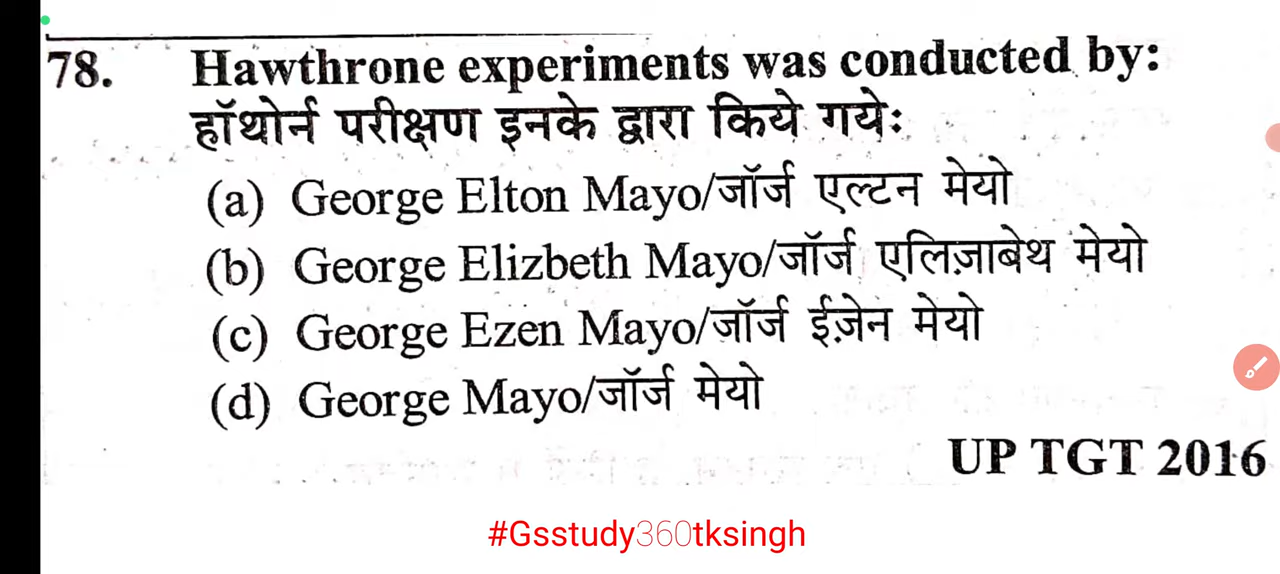 78. Hawthrone experiments was conducted by:
हॉथोर्न परीक्षण इनके द्वारा किये गयेः
(a) George Elton Mayo/जॉर्ज एल्टन मेयो
(b) George Elizbeth Mayo/जॉर्ज एलिज़ाबेथ मेयो
(c) George Ezen Mayo/जॉर्ज ईज़ेन मेयो
(d) George Mayo/जॉर्ज मेयो
UP TGT 2016
#Gsstudy360tksingh